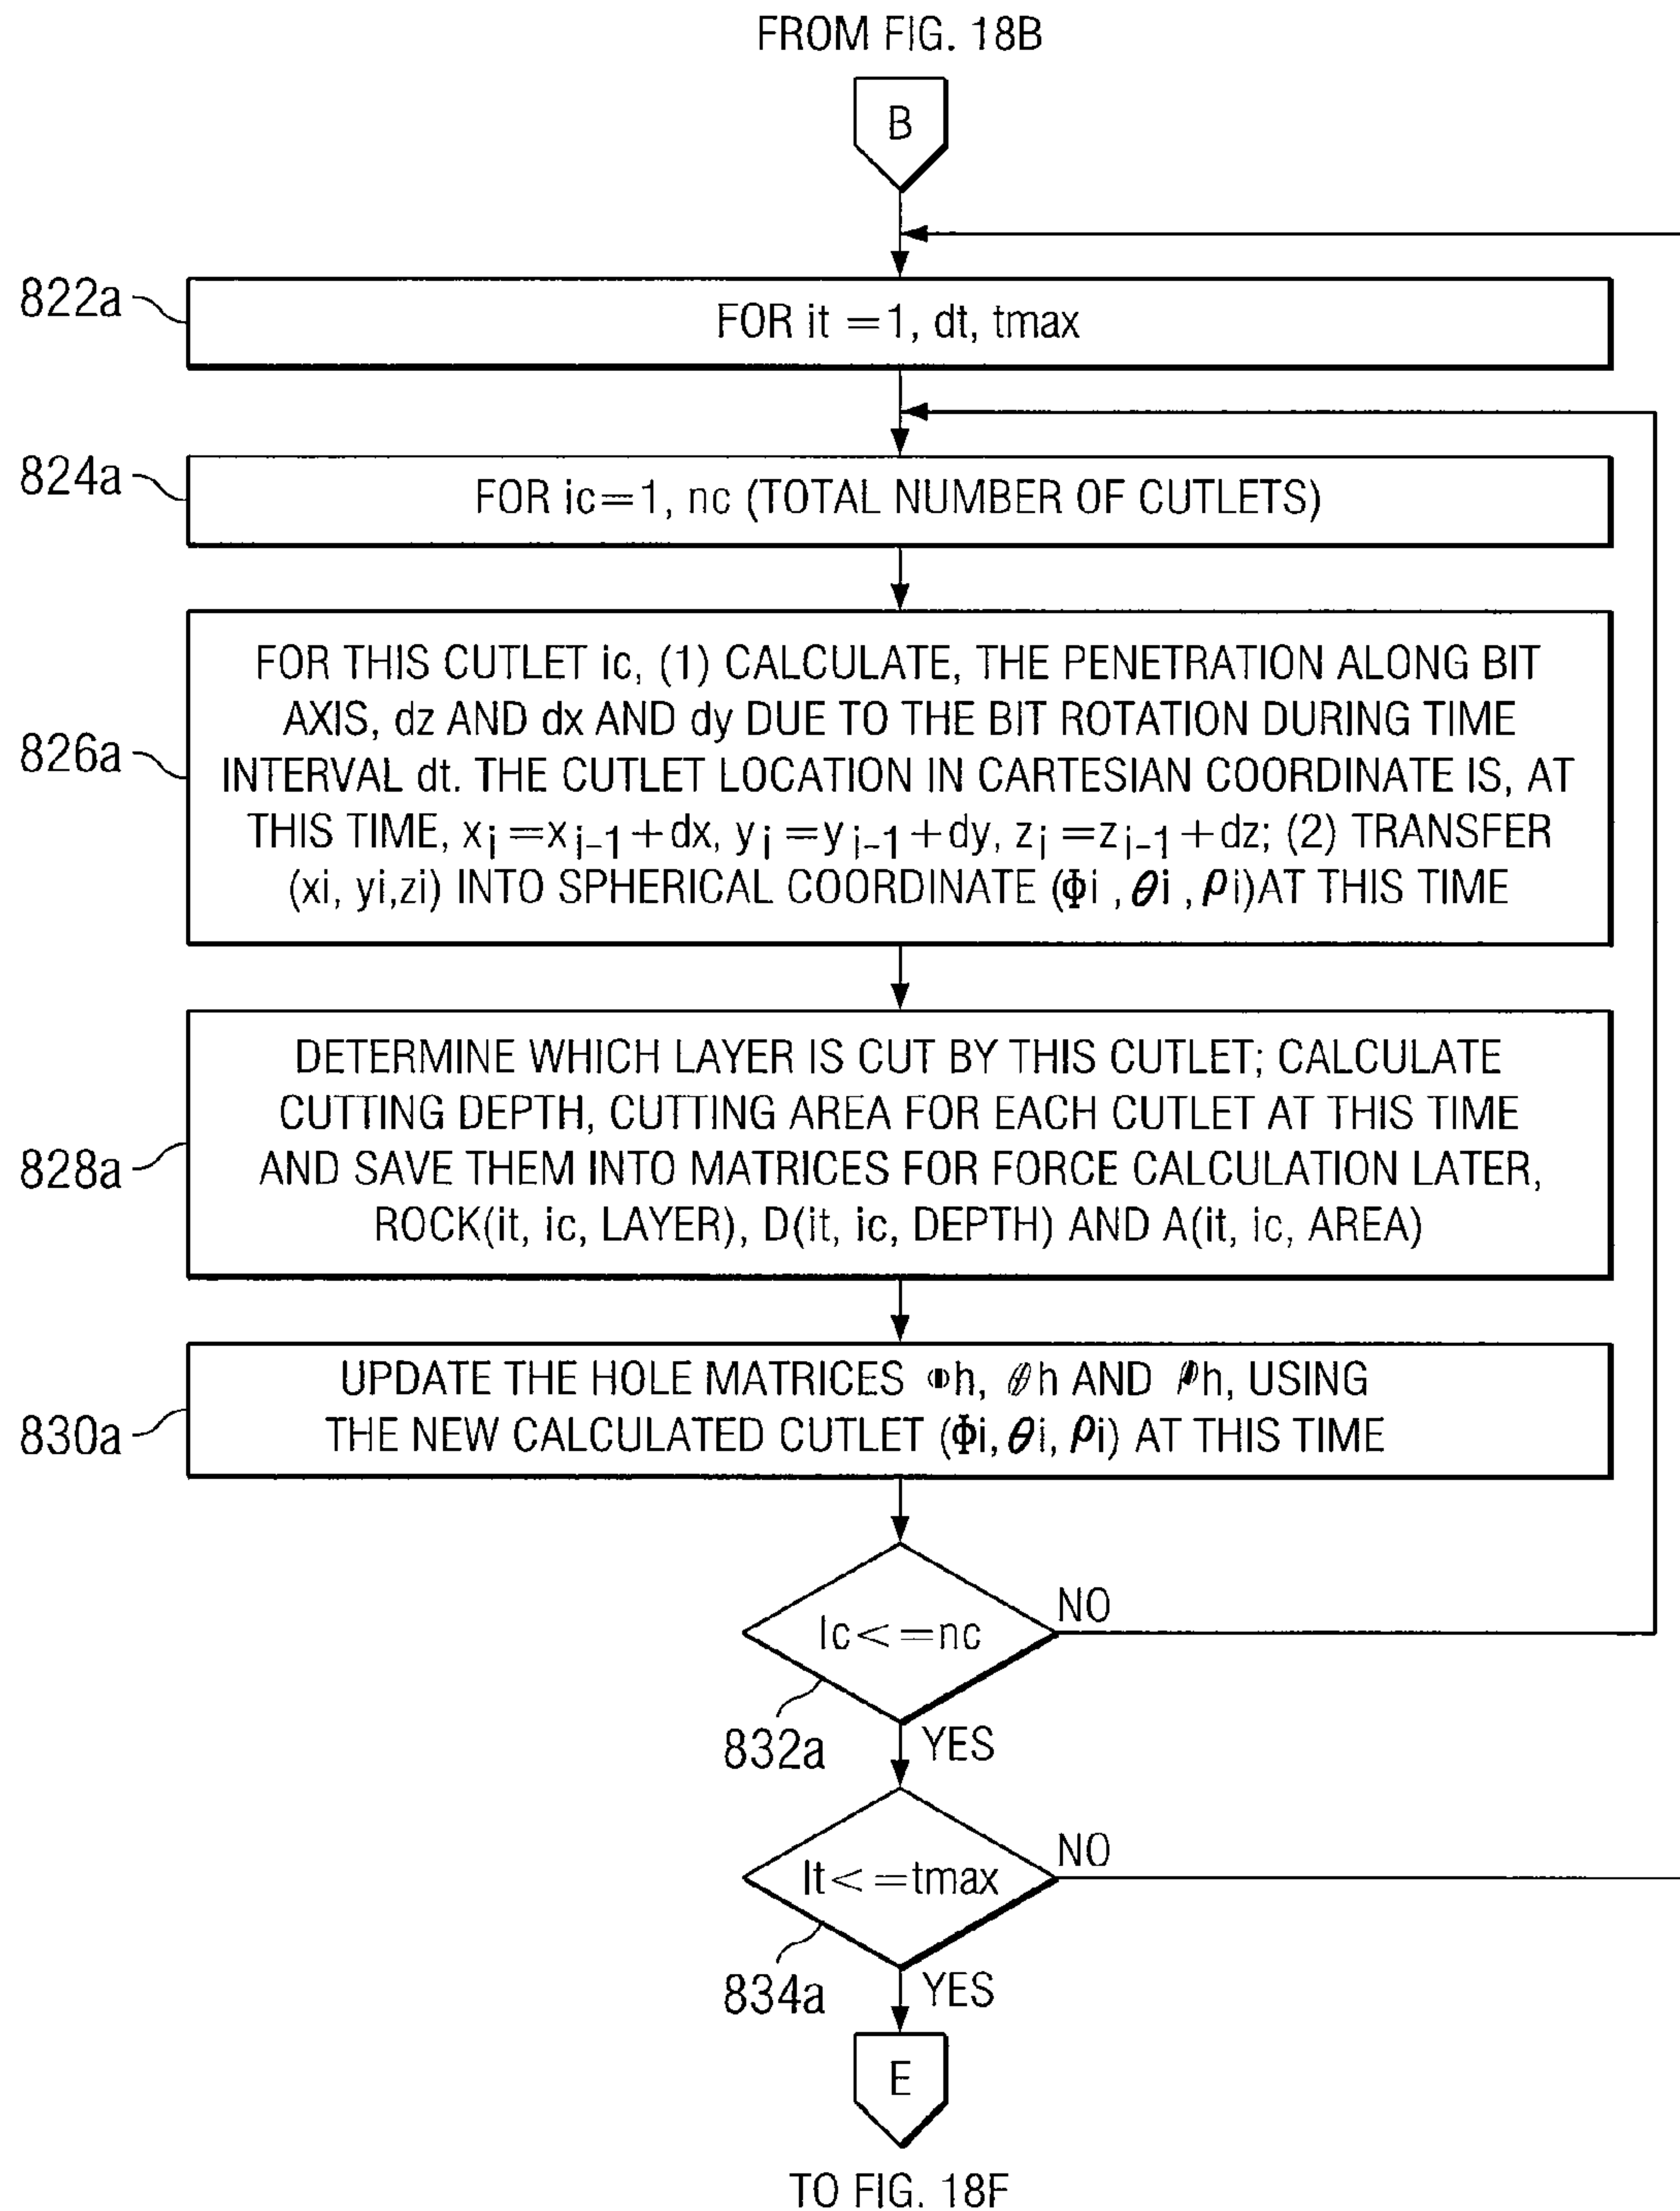 FROM FIG. 18B
B
822a
FOR it =1, dt, tmax
824a
FOR ic=1, nc (TOTAL NUMBER OF CUTLETS)
826a
FOR THIS CUTLET ic, (1) CALCULATE, THE PENETRATION ALONG BIT
AXIS, dz AND dx AND dy DUE TO THE BIT ROTATION DURING TIME
INTERVAL dt. THE CUTLET LOCATION IN CARTESIAN COORDINATE IS, AT
THIS TIME, xi =xi-1 +dx, yi =yi-1 +dy, zi =zi-1 +dz; (2) TRANSFER
(xi, yi,zi) INTO SPHERICAL COORDINATE (Φi , θi , ρi)AT THIS TIME
828a
DETERMINE WHICH LAYER IS CUT BY THIS CUTLET; CALCULATE
CUTTING DEPTH, CUTTING AREA FOR EACH CUTLET AT THIS TIME
AND SAVE THEM INTO MATRICES FOR FORCE CALCULATION LATER,
ROCK(it, ic, LAYER), D(it, ic, DEPTH) AND A(it, ic, AREA)
830a
UPDATE THE HOLE MATRICES Φh, θh AND ρh, USING
THE NEW CALCULATED CUTLET (Φi, θi, ρi) AT THIS TIME
Ic<=nc
NO
832a
YES
It<=tmax
NO
834a
YES
E
TO FIG. 18F